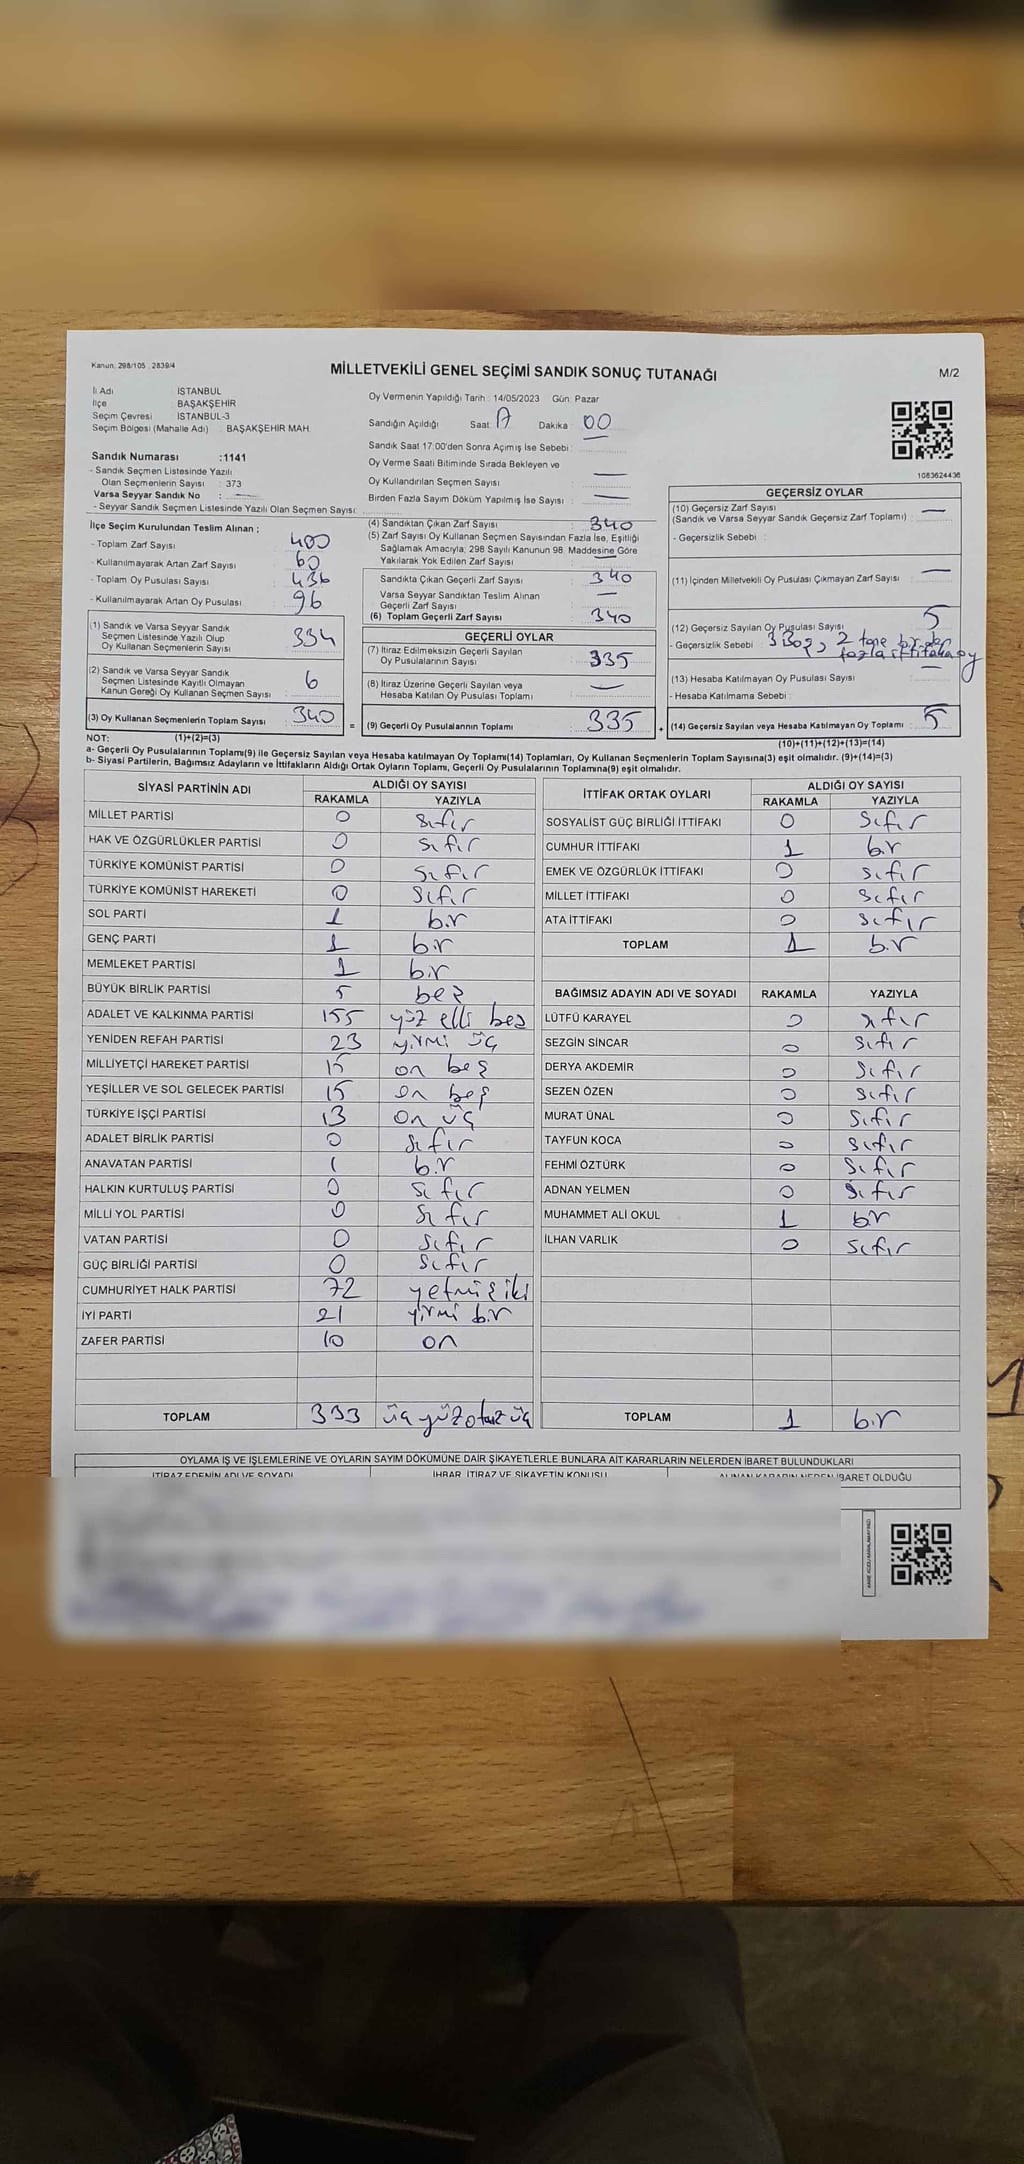 Kanun: 298/105 , 2839/4
MİLLETVEKİLİ GENEL SEÇİMİ SANDIK SONUÇ TUTANAĞI
M/2
İl Adı İSTANBUL
İlçe BAŞAKŞEHİR
Seçim Çevresi İSTANBUL-3
Seçim Bölgesi (Mahalle Adı) BAŞAKŞEHİR MAH.
Sandık Numarası :1141
- Sandık Seçmen Listesinde Yazılı
Olan Seçmenlerin Sayısı : 373
Varsa Seyyar Sandık No : —
- Seyyar Sandık Seçmen Listesinde Yazılı Olan Seçmen Sayısı:
Oy Vermenin Yapıldığı Tarih : 14/05/2023 Gün: Pazar
Sandığın Açıldığı Saat: 17 Dakika : 00
Sandık Saat 17:00'den Sonra Açımış İse Sebebi :
Oy Verme Saati Bitiminde Sırada Bekleyen ve
Oy Kullandırılan Seçmen Sayısı : —
Birden Fazla Sayım Döküm Yapılmış İse Sayısı : —
1083624436
İlçe Seçim Kurulundan Teslim Alınan ;
- Toplam Zarf Sayısı : 400
- Kullanılmayarak Artan Zarf Sayısı : 60
- Toplam Oy Pusulası Sayısı : 436
- Kullanılmayarak Artan Oy Pusulası : 96
(1) Sandık ve Varsa Seyyar Sandık
Seçmen Listesinde Yazılı Olup
Oy Kullanan Seçmenlerin Sayısı : 334
(2) Sandık ve Varsa Seyyar Sandık
Seçmen Listesinde Kayıtlı Olmayan
Kanun Gereği Oy Kullanan Seçmen Sayısı : 6
(3) Oy Kullanan Seçmenlerin Toplam Sayısı : 340
(4) Sandıktan Çıkan Zarf Sayısı : 340
(5) Zarf Sayısı Oy Kullanan Seçmen Sayısından Fazla İse, Eşitliği
Sağlamak Amacıyla, 298 Sayılı Kanunun 98. Maddesine Göre
Yakılarak Yok Edilen Zarf Sayısı : —
Sandıkta Çıkan Geçerli Zarf Sayısı : 340
Varsa Seyyar Sandıktan Teslim Alınan
Geçerli Zarf Sayısı : —
(6) Toplam Geçerli Zarf Sayısı : 340
GEÇERLİ OYLAR
(7) İtiraz Edilmeksizin Geçerli Sayılan
Oy Pusulalarının Sayısı : 335
(8) İtiraz Üzerine Geçerli Sayılan veya
Hesaba Katılan Oy Pusulası Toplamı : —
= (9) Geçerli Oy Pusulalarının Toplamı : 335
GEÇERSİZ OYLAR
(10) Geçersiz Zarf Sayısı
(Sandık ve Varsa Seyyar Sandık Geçersiz Zarf Toplamı) : —
- Geçersizlik Sebebi :
(11) İçinden Milletvekili Oy Pusulası Çıkmayan Zarf Sayısı : —
(12) Geçersiz Sayılan Oy Pusulası Sayısı : 5
- Geçersizlik Sebebi : 3 Boş, 2 tane birden
fazla ittifaka oy
(13) Hesaba Katılmayan Oy Pusulası Sayısı : —
- Hesaba Katılmama Sebebi :
+ (14) Geçersiz Sayılan veya Hesaba Katılmayan Oy Toplamı : 5
NOT: (1)+(2)=(3)
(10)+(11)+(12)+(13)=(14)
a- Geçerli Oy Pusulalarının Toplamı(9) ile Geçersiz Sayılan veya Hesaba katılmayan Oy Toplamı(14) Toplamları, Oy Kullanan Seçmenlerin Toplam Sayısına(3) eşit olmalıdır. (9)+(14)=(3)
b- Siyasi Partilerin, Bağımsız Adayların ve İttifakların Aldığı Ortak Oyların Toplamı, Geçerli Oy Pusulalarının Toplamına(9) eşit olmalıdır.
SİYASİ PARTİNİN ADI ALDIĞI OY SAYISI
RAKAMLA YAZIYLA
MİLLET PARTİSİ 0 sıfır
HAK VE ÖZGÜRLÜKLER PARTİSİ 0 sıfır
TÜRKİYE KOMÜNİST PARTİSİ 0 sıfır
TÜRKİYE KOMÜNİST HAREKETİ 0 sıfır
SOL PARTİ 1 bir
GENÇ PARTİ 1 bir
MEMLEKET PARTİSİ 1 bir
BÜYÜK BİRLİK PARTİSİ 5 beş
ADALET VE KALKINMA PARTİSİ 155 yüz elli beş
YENİDEN REFAH PARTİSİ 23 yirmi üç
MİLLİYETÇİ HAREKET PARTİSİ 15 on beş
YEŞİLLER VE SOL GELECEK PARTİSİ 15 on beş
TÜRKİYE İŞÇİ PARTİSİ 13 on üç
ADALET BİRLİK PARTİSİ 0 sıfır
ANAVATAN PARTİSİ 1 bir
HALKIN KURTULUŞ PARTİSİ 0 sıfır
MİLLİ YOL PARTİSİ 0 sıfır
VATAN PARTİSİ 0 sıfır
GÜÇ BİRLİĞİ PARTİSİ 0 sıfır
CUMHURİYET HALK PARTİSİ 72 yetmiş iki
İYİ PARTİ 21 yirmi bir
ZAFER PARTİSİ 10 on
TOPLAM 333 üç yüz otuz üç
İTTİFAK ORTAK OYLARI ALDIĞI OY SAYISI
RAKAMLA YAZIYLA
SOSYALİST GÜÇ BİRLİĞİ İTTİFAKI 0 sıfır
CUMHUR İTTİFAKI 1 bir
EMEK VE ÖZGÜRLÜK İTTİFAKI 0 sıfır
MİLLET İTTİFAKI 0 sıfır
ATA İTTİFAKI 0 sıfır
TOPLAM 1 bir
BAĞIMSIZ ADAYIN ADI VE SOYADI RAKAMLA YAZIYLA
LÜTFÜ KARAYEL 0 sıfır
SEZGİN SİNCAR 0 sıfır
DERYA AKDEMİR 0 sıfır
SEZEN ÖZEN 0 sıfır
MURAT ÜNAL 0 sıfır
TAYFUN KOCA 0 sıfır
FEHMİ ÖZTÜRK 0 sıfır
ADNAN YELMEN 0 sıfır
MUHAMMET ALİ OKUL 1 bir
İLHAN VARLIK 0 sıfır
TOPLAM 1 bir
OYLAMA İŞ VE İŞLEMLERİNE VE OYLARIN SAYIM DÖKÜMÜNE DAİR ŞİKAYETLERLE BUNLARA AİT KARARLARIN NELERDEN İBARET BULUNDUKLARI
İTİRAZ EDENİN ADI VE SOYADI İHBAR, İTİRAZ VE ŞİKAYETİN KONUSU ALINAN KARARIN NEDEN İBARET OLDUĞU